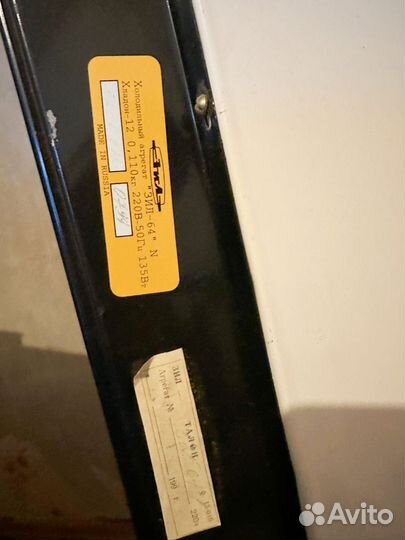 ЗИЛ
Холодильный агрегат "ЗИЛ-64" N
Хладон-12 0,110кг 220В-50Гц 135Вт
MADE IN RUSSIA
ЗИЛ ТАЛОН
Агрегат №
199 г.
Avito